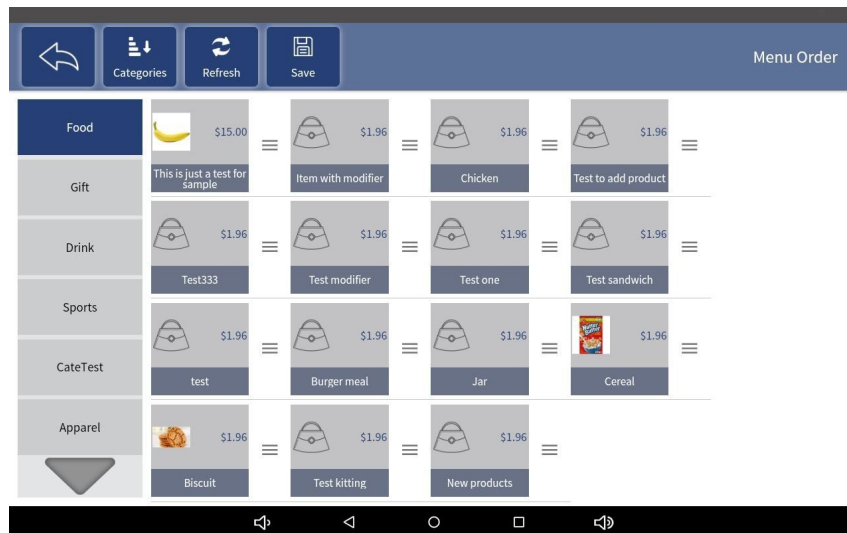 Categories
Refresh
Save
Menu Order
Food
Gift
Drink
Sports
CateTest
Apparel
$15.00
This is just a test for
sample
$1.96
Item with modifier
$1.96
Chicken
$1.96
Test to add product
$1.96
Test333
$1.96
Test modifier
$1.96
Test one
$1.96
Test sandwich
$1.96
test
$1.96
Burger meal
$1.96
Jar
$1.96
Cereal
$1.96
Biscuit
$1.96
Test kitting
$1.96
New products